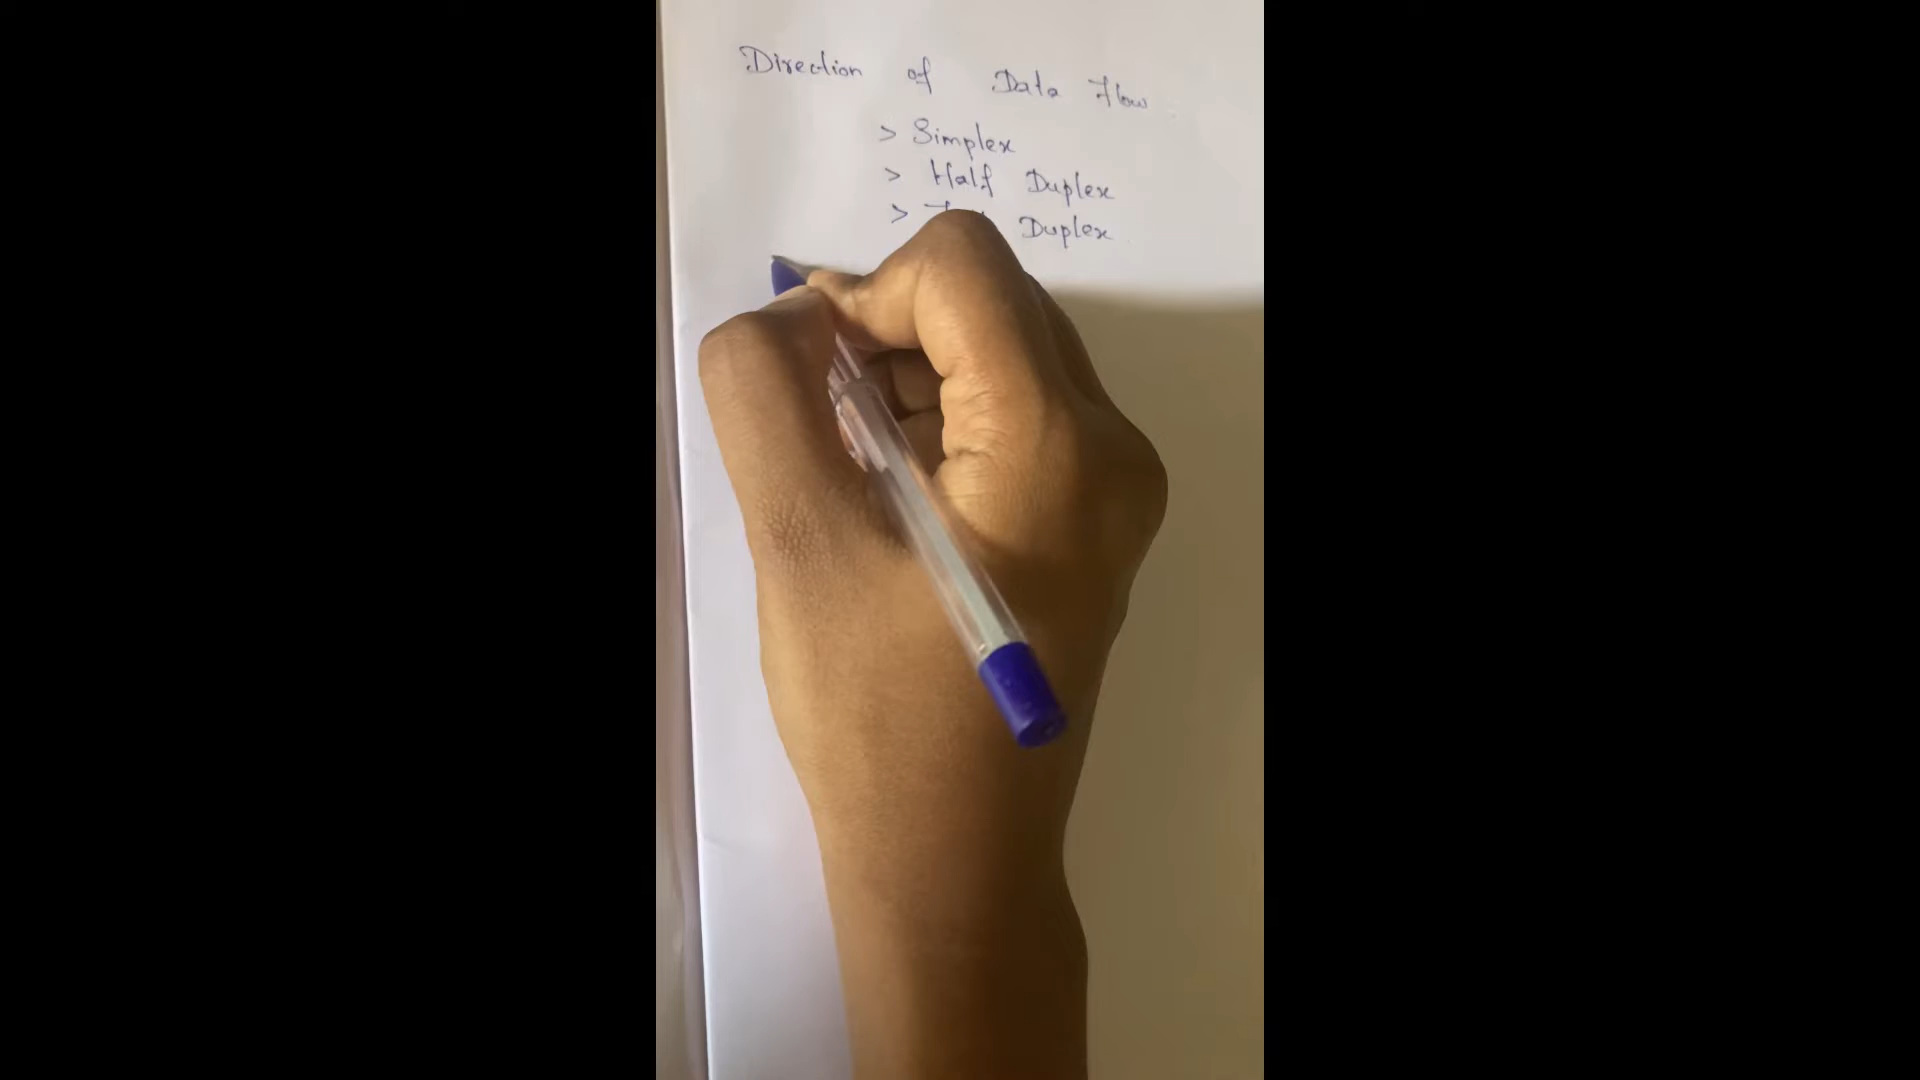 Direction of Data Flow
> Simplex
> Half Duplex
> Duplex